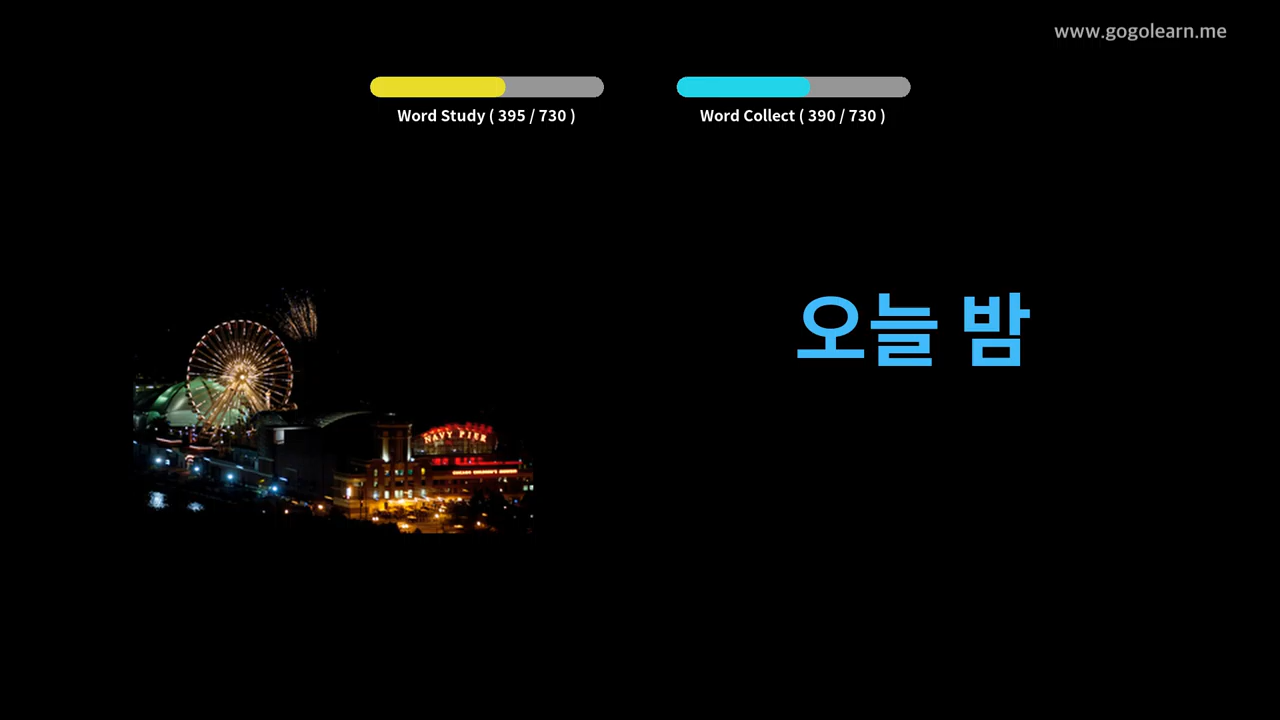 www.gogolearn.me
Word Study ( 395 / 730 )
Word Collect ( 390 / 730 )
오늘 밤
NAVY PIER